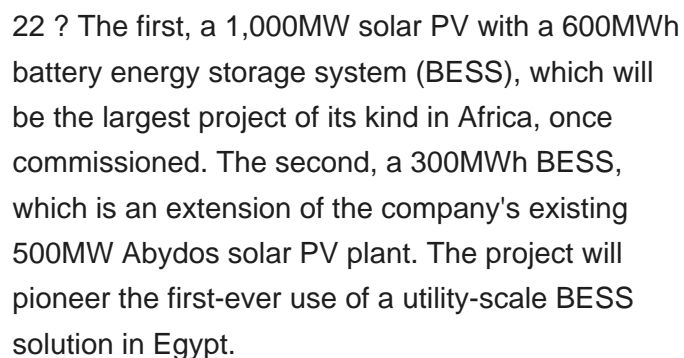 22 ? The first, a 1,000MW solar PV with a 600MWh
battery energy storage system (BESS), which will
be the largest project of its kind in Africa, once
commissioned. The second, a 300MWh BESS,
which is an extension of the company's existing
500MW Abydos solar PV plant. The project will
pioneer the first-ever use of a utility-scale BESS
solution in Egypt.